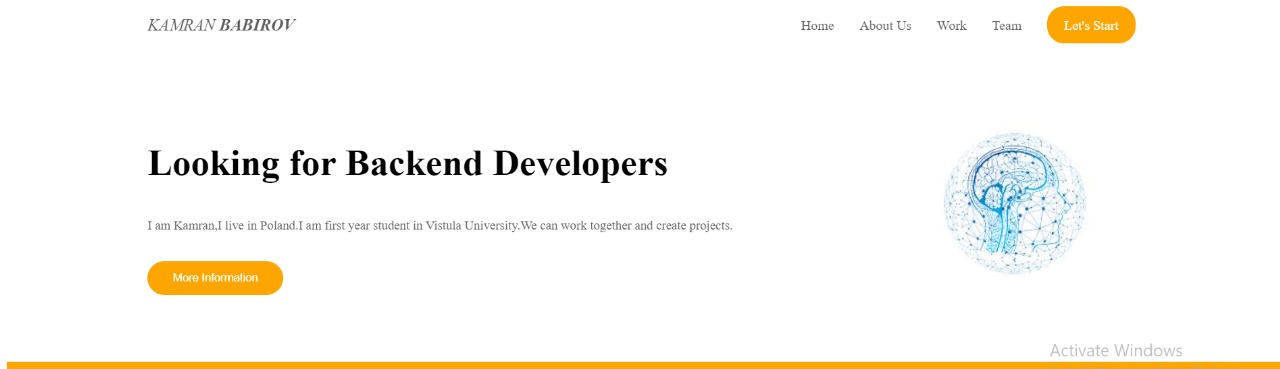 KAMRAN BABIROV
Home About Us Work Team Let's Start
Looking for Backend Developers
I am Kamran,I live in Poland.I am first year student in Vistula University.We can work together and create projects.
More Information
Activate Windows